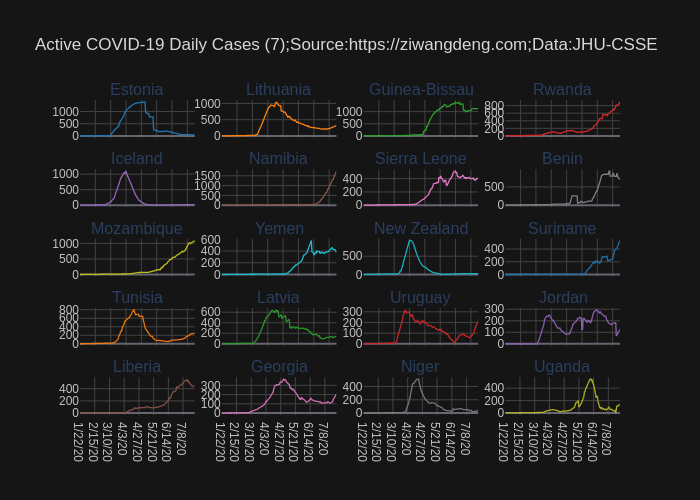 Active COVID-19 Daily Cases (7);Source:https://ziwangdeng.com;Data:JHU-CSSE
Estonia Lithuania Guinea-Bissau Rwanda
1000 500 0 1000 500 0 1000 500 0 800 600 400 200 0
Iceland Namibia Sierra Leone Benin
1000 500 0 1500 1000 500 0 400 200 0 500 0
Mozambique Yemen New Zealand Suriname
1000 500 0 600 400 200 0 500 0 400 200 0
Tunisia Latvia Uruguay Jordan
800 600 400 200 0 600 400 200 0 300 200 100 0 300 200 100 0
Liberia Georgia Niger Uganda
400 200 0 300 200 100 0 400 200 0 400 200 0
1/22/20 2/15/20 3/10/20 4/3/20 4/27/20 5/21/20 6/14/20 7/8/20 1/22/20 2/15/20 3/10/20 4/3/20 4/27/20 5/21/20 6/14/20 7/8/20 1/22/20 2/15/20 3/10/20 4/3/20 4/27/20 5/21/20 6/14/20 7/8/20 1/22/20 2/15/20 3/10/20 4/3/20 4/27/20 5/21/20 6/14/20 7/8/20